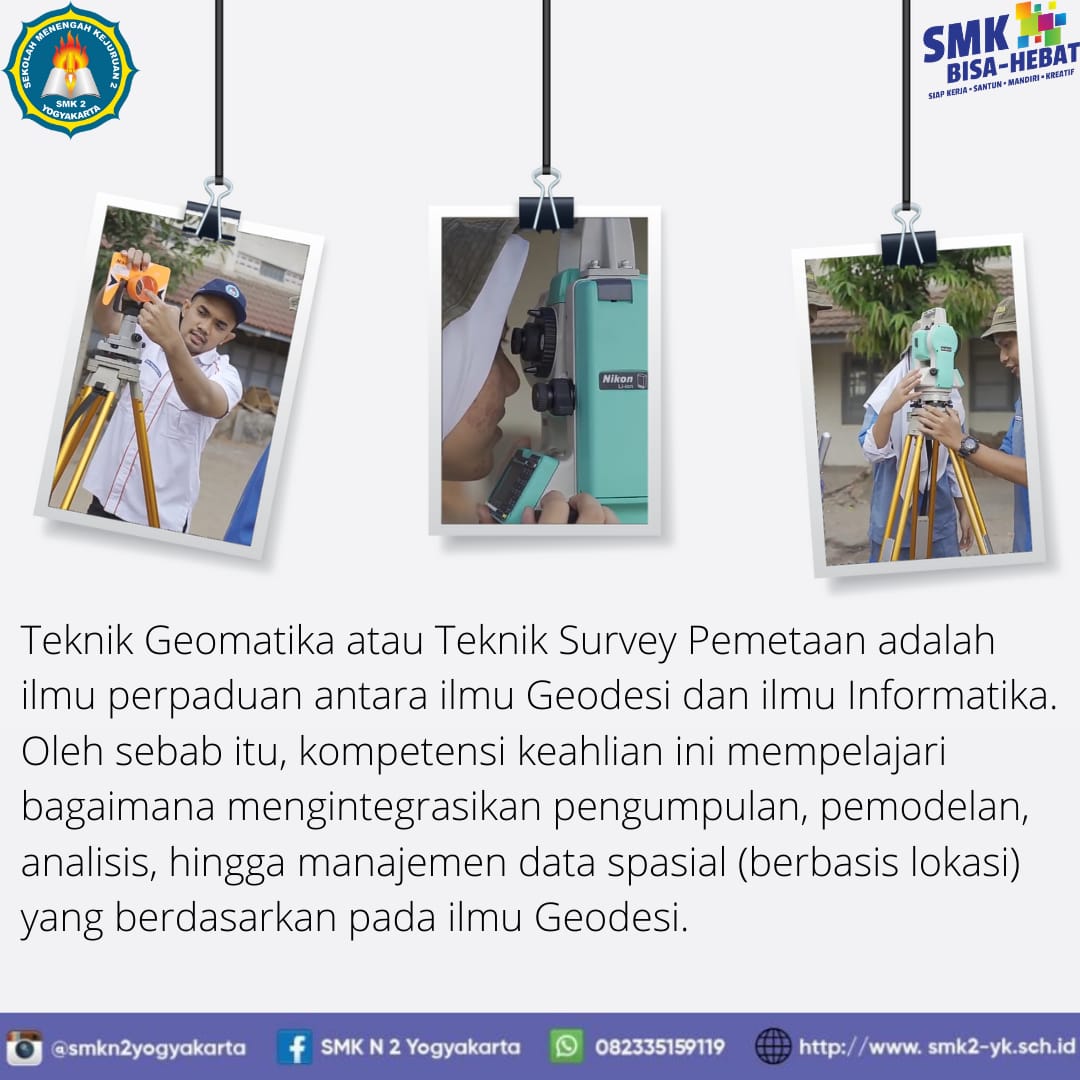 SEKOLAH MENENGAH KEJURUAN 2
SMK 2
YOGYAKARTA
SMK
BISA-HEBAT
SIAP KERJA • SANTUN • MANDIRI • KREATIF
Nikon
Li-ion
Teknik Geomatika atau Teknik Survey Pemetaan adalah
ilmu perpaduan antara ilmu Geodesi dan ilmu Informatika.
Oleh sebab itu, kompetensi keahlian ini mempelajari
bagaimana mengintegrasikan pengumpulan, pemodelan,
analisis, hingga manajemen data spasial (berbasis lokasi)
yang berdasarkan pada ilmu Geodesi.
@smkn2yogyakarta SMK N 2 Yogyakarta 082335159119 http://www. smk2-yk.sch.id